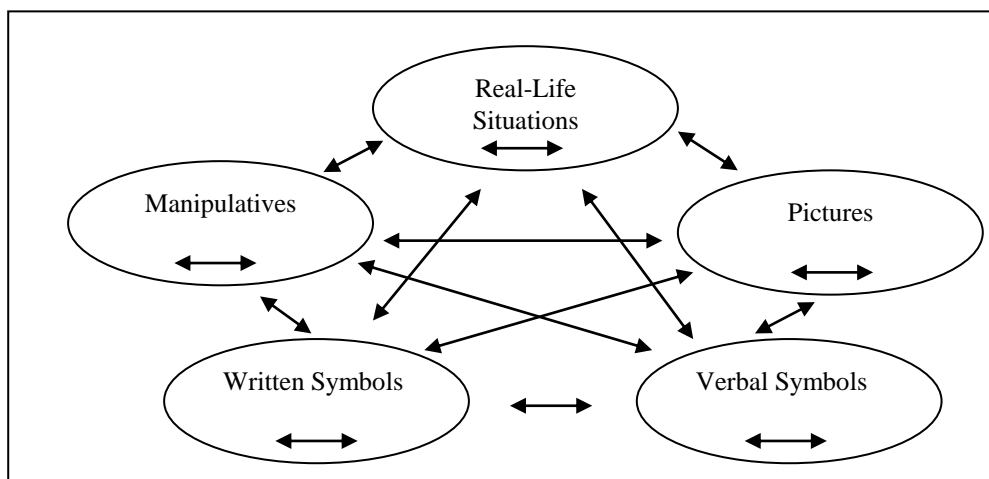 Real-Life
Situations
Manipulatives
Pictures
Written Symbols
Verbal Symbols